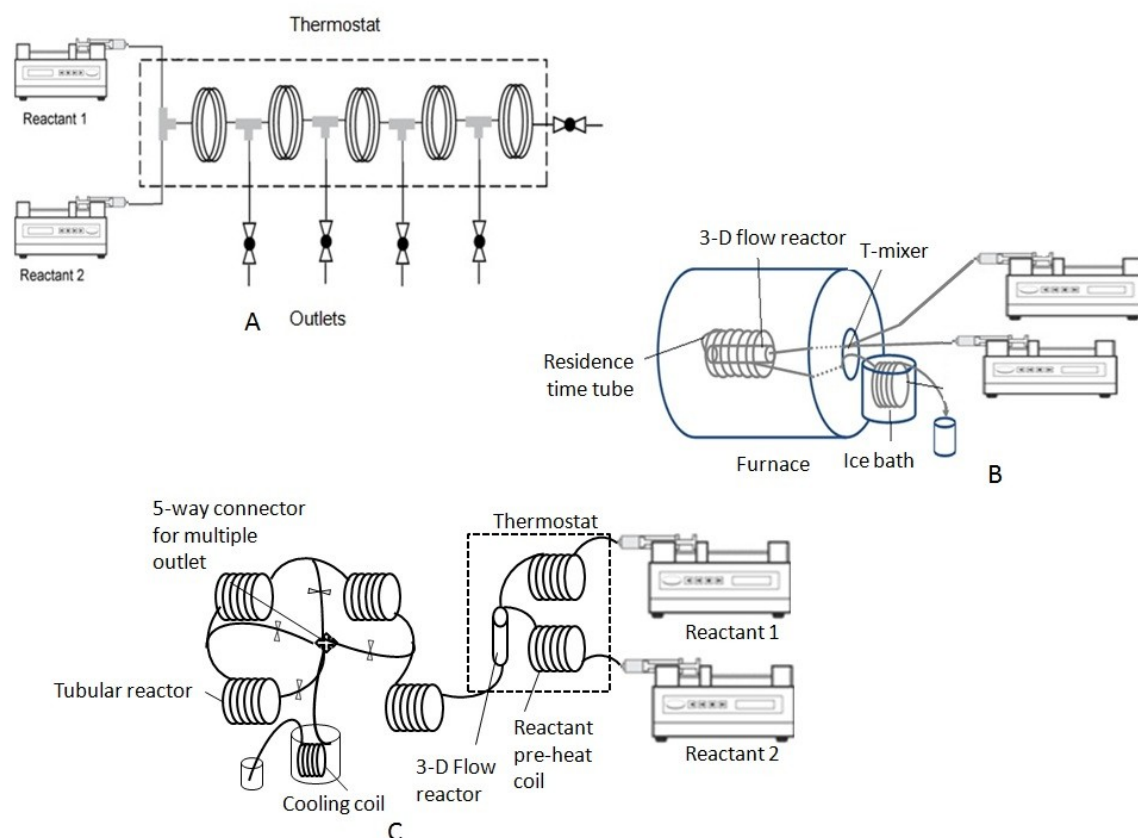 Thermostat
Reactant 1
Reactant 2
A
Outlets
3-D flow reactor
T-mixer
Residence
time tube
Furnace
Ice bath
B
5-way connector
for multiple
outlet
Thermostat
Reactant 1
Tubular reactor
Reactant
pre-heat
coil
3-D Flow
reactor
Reactant 2
Cooling coil
C